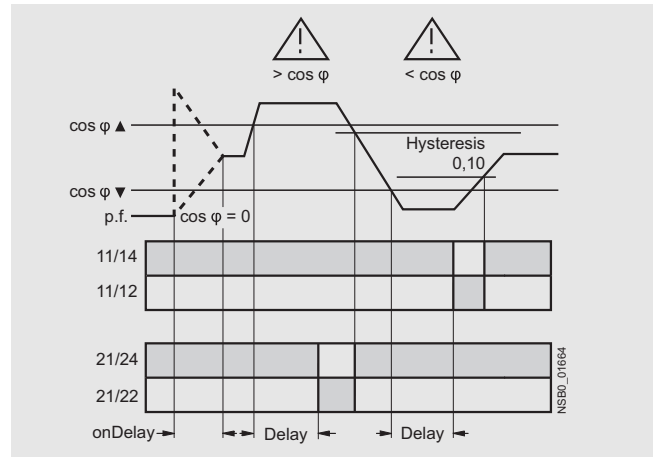 > cos φ
< cos φ
cos φ ▲
Hysteresis
0,10
cos φ ▼
p.f.
cos φ = 0
11/14
11/12
21/24
21/22
NSB0_01664
onDelay
Delay
Delay